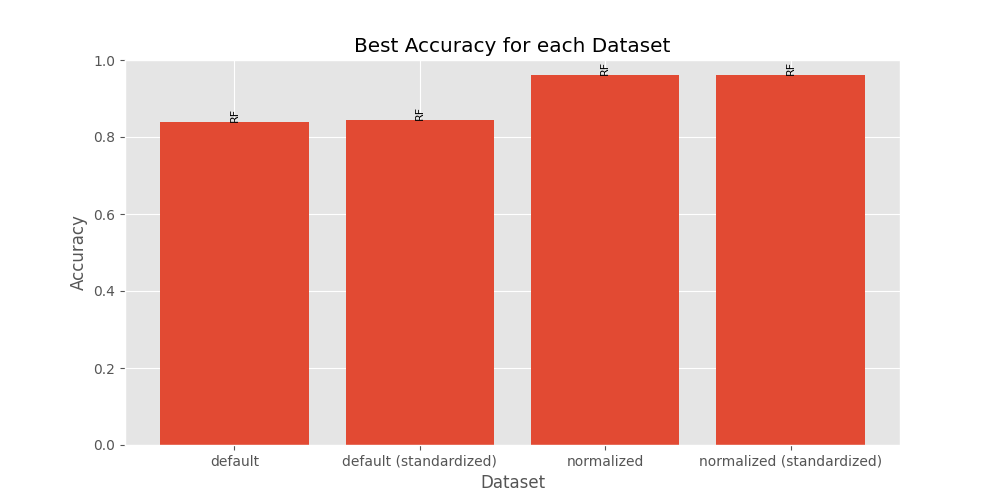 Best Accuracy for each Dataset
1.0
0.8
0.6
0.4
0.2
0.0
Accuracy
RF
RF
RF
RF
default
default (standardized)
normalized
normalized (standardized)
Dataset